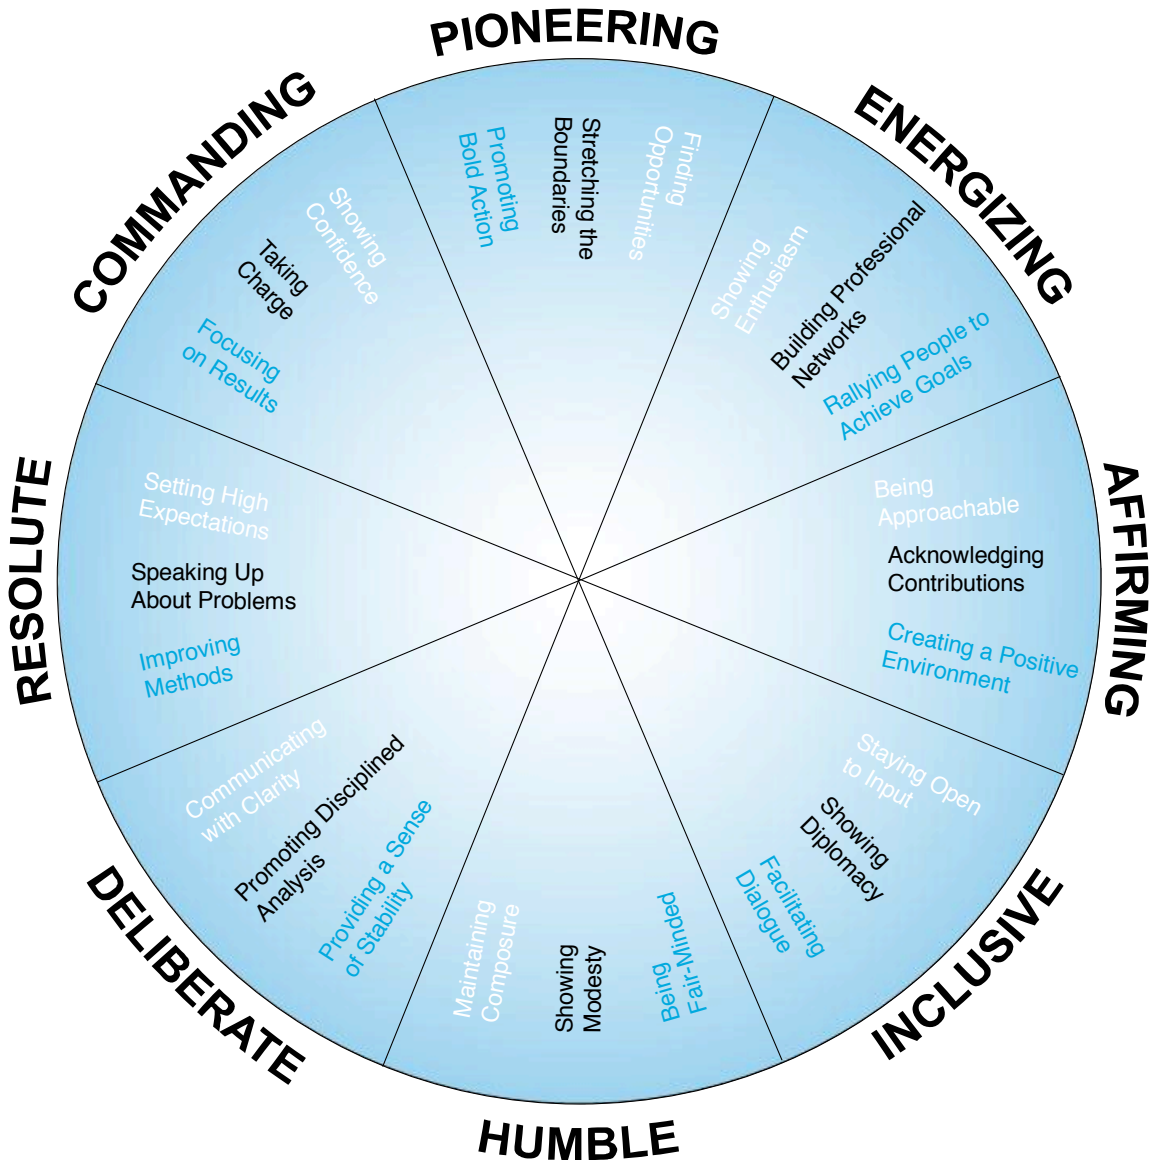 PIONEERING
Promoting
Bold Action
Stretching the
Boundaries
Finding
Opportunities
ENERGIZING
Showing
Enthusiasm
Building Professional
Networks
Rallying People to
Achieve Goals
AFFIRMING
Being
Approachable
Acknowledging
Contributions
Creating a Positive
Environment
INCLUSIVE
Staying Open
to Input
Showing
Diplomacy
Facilitating
Dialogue
HUMBLE
Maintaining
Composure
Showing
Modesty
Being
Fair-Minded
DELIBERATE
Communicating
with Clarity
Promoting Disciplined
Analysis
Providing a Sense
of Stability
RESOLUTE
Setting High
Expectations
Speaking Up
About Problems
Improving
Methods
COMMANDING
Showing
Confidence
Taking
Charge
Focusing
on Results